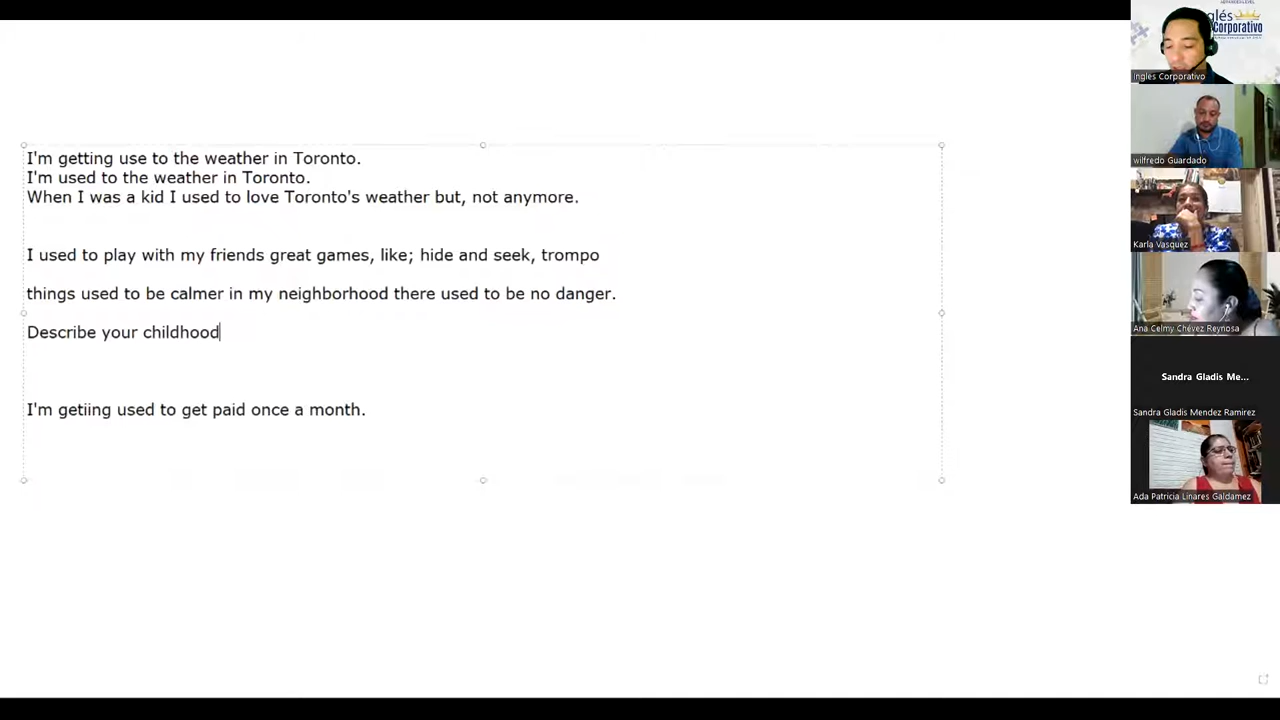 I'm getting use to the weather in Toronto.
I'm used to the weather in Toronto.
When I was a kid I used to love Toronto's weather but, not anymore.
I used to play with my friends great games, like; hide and seek, trompo
things used to be calmer in my neighborhood there used to be no danger.
Describe your childhood
I'm getiing used to get paid once a month.
glés
Corporativo
Inglés Corporativo
wilfredo Guardado
Karla Vasquez
Ana Celmy Chévez Reynosa
Sandra Gladis Me...
Sandra Gladis Mendez Ramirez
Ada Patricia Linares Galdamez